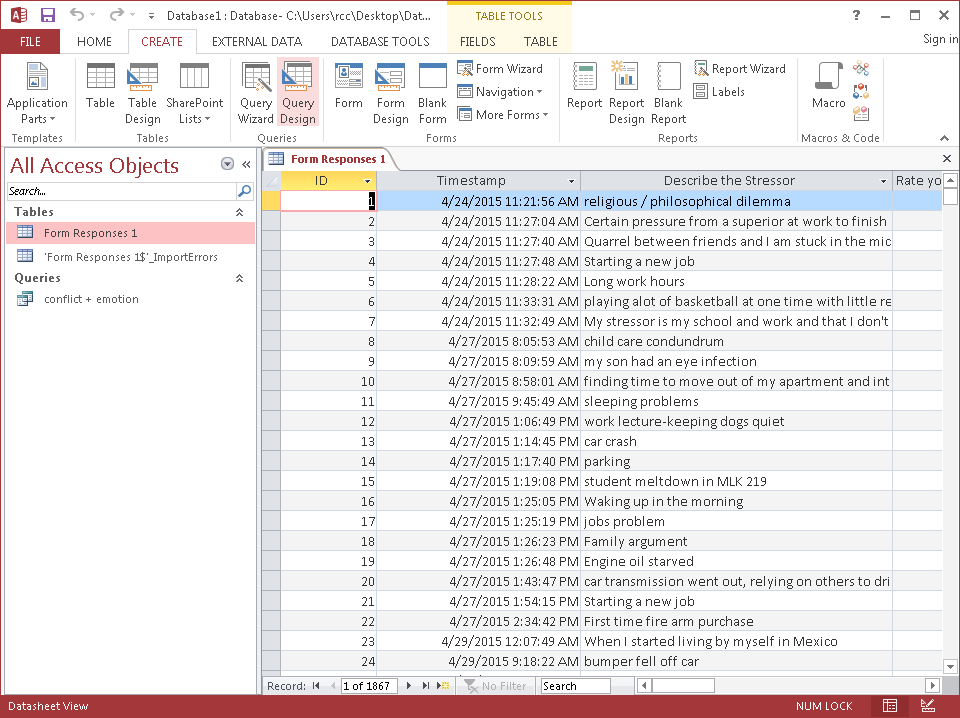 Database1 : Database- C:\Users\rcc\Desktop\Dat...
TABLE TOOLS
?
FILE HOME CREATE EXTERNAL DATA DATABASE TOOLS FIELDS TABLE Sign in
Application Parts
Table
Table Design
SharePoint Lists
Query Wizard
Query Design
Form
Form Design
Blank Form
Form Wizard
Navigation
More Forms
Report
Report Design
Blank Report
Report Wizard
Labels
Macro
Templates Tables Queries Forms Reports Macros & Code
All Access Objects
Search...
Tables
Form Responses 1
'Form Responses 1$'_ImportErrors
Queries
conflict + emotion
Form Responses 1
ID Timestamp Describe the Stressor Rate yo
1 4/24/2015 11:21:56 AM religious / philosophical dilemma
2 4/24/2015 11:27:04 AM Certain pressure from a superior at work to finish
3 4/24/2015 11:27:40 AM Quarrel between friends and I am stuck in the mic
4 4/24/2015 11:27:48 AM Starting a new job
5 4/24/2015 11:28:22 AM Long work hours
6 4/24/2015 11:33:31 AM playing alot of basketball at one time with little re
7 4/24/2015 11:32:49 AM My stressor is my school and work and that I don't
8 4/27/2015 8:05:53 AM child care condundrum
9 4/27/2015 8:09:59 AM my son had an eye infection
10 4/27/2015 8:58:01 AM finding time to move out of my apartment and int
11 4/27/2015 9:45:49 AM sleeping problems
12 4/27/2015 1:06:49 PM work lecture-keeping dogs quiet
13 4/27/2015 1:14:45 PM car crash
14 4/27/2015 1:17:40 PM parking
15 4/27/2015 1:19:08 PM student meltdown in MLK 219
16 4/27/2015 1:25:05 PM Waking up in the morning
17 4/27/2015 1:25:19 PM jobs problem
18 4/27/2015 1:26:23 PM Family argument
19 4/27/2015 1:26:48 PM Engine oil starved
20 4/27/2015 1:43:47 PM car transmission went out, relying on others to dri
21 4/27/2015 1:54:15 PM Starting a new job
22 4/27/2015 2:34:42 PM First time fire arm purchase
23 4/29/2015 12:07:49 AM When I started living by myself in Mexico
24 4/29/2015 9:18:22 AM bumper fell off car
Record: 1 of 1867 No Filter Search
Datasheet View NUM LOCK